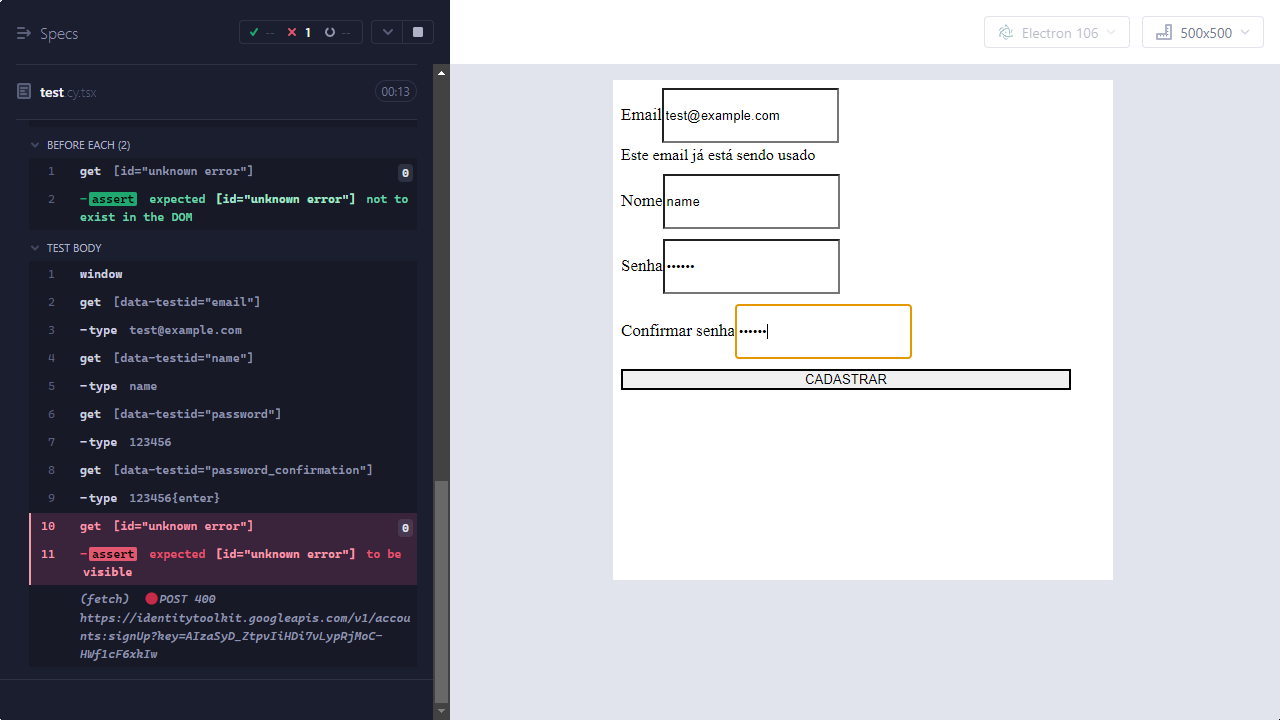 Specs
-- 1 --
Electron 106
500x500
test.cy.tsx
00:13
BEFORE EACH (2)
1 get [id="unknown error"] 0
2 -assert expected [id="unknown error"] not to
exist in the DOM
TEST BODY
1 window
2 get [data-testid="email"]
3 -type test@example.com
4 get [data-testid="name"]
5 -type name
6 get [data-testid="password"]
7 -type 123456
8 get [data-testid="password_confirmation"]
9 -type 123456{enter}
10 get [id="unknown error"] 0
11 -assert expected [id="unknown error"] to be
visible
(fetch) POST 400
https://identitytoolkit.googleapis.com/v1/accou
nts:signUp?key=AIzaSyD_ZtpvIiHDi7vLypRjMoC-
HWf1cF6xkIw
Email test@example.com
Este email já está sendo usado
Nome name
Senha ••••••
Confirmar senha ••••••
CADASTRAR